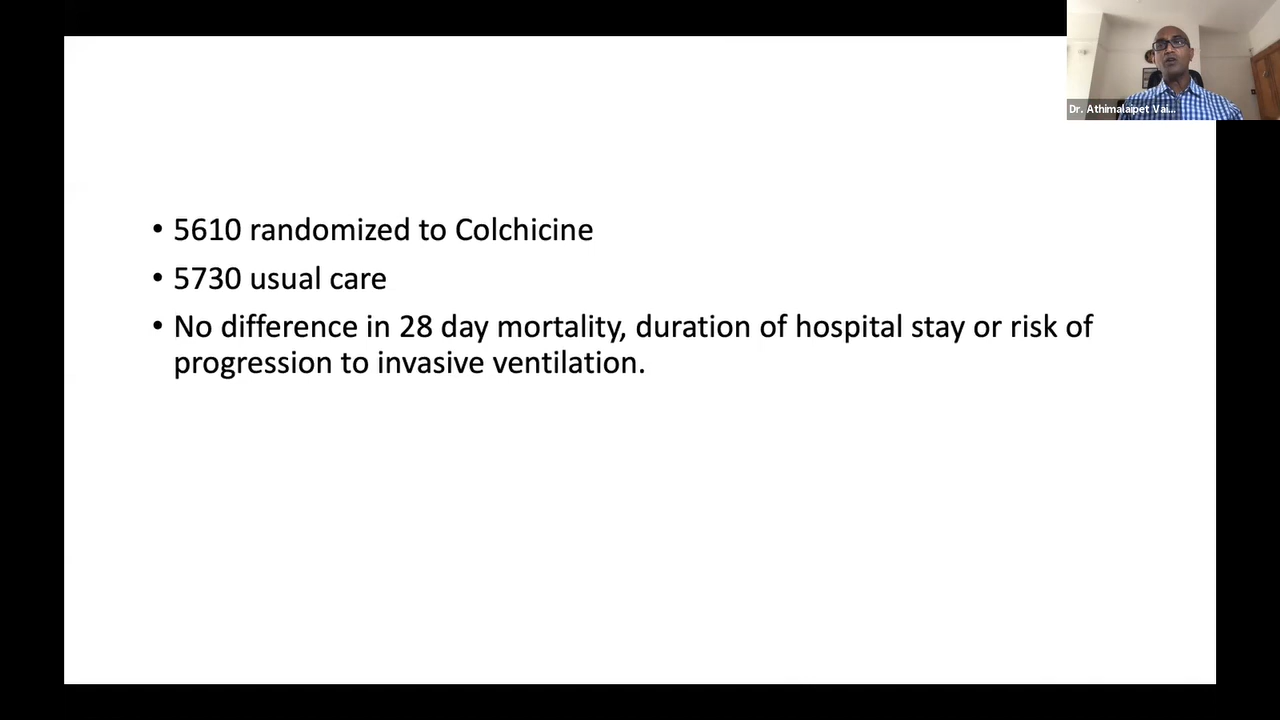 Dr. Athimalaipet Vai...
• 5610 randomized to Colchicine
• 5730 usual care
• No difference in 28 day mortality, duration of hospital stay or risk of
progression to invasive ventilation.